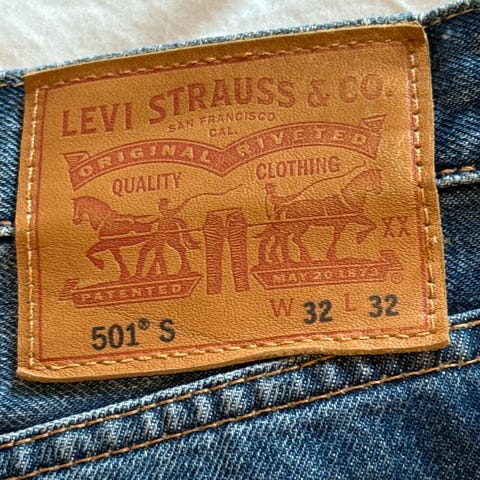 LEVI STRAUSS & CO.
SAN FRANCISCO
CAL.
ORIGINAL RIVETED
QUALITY CLOTHING
XX
PATENTED MAY 20 1873
501® S W 32 L 32